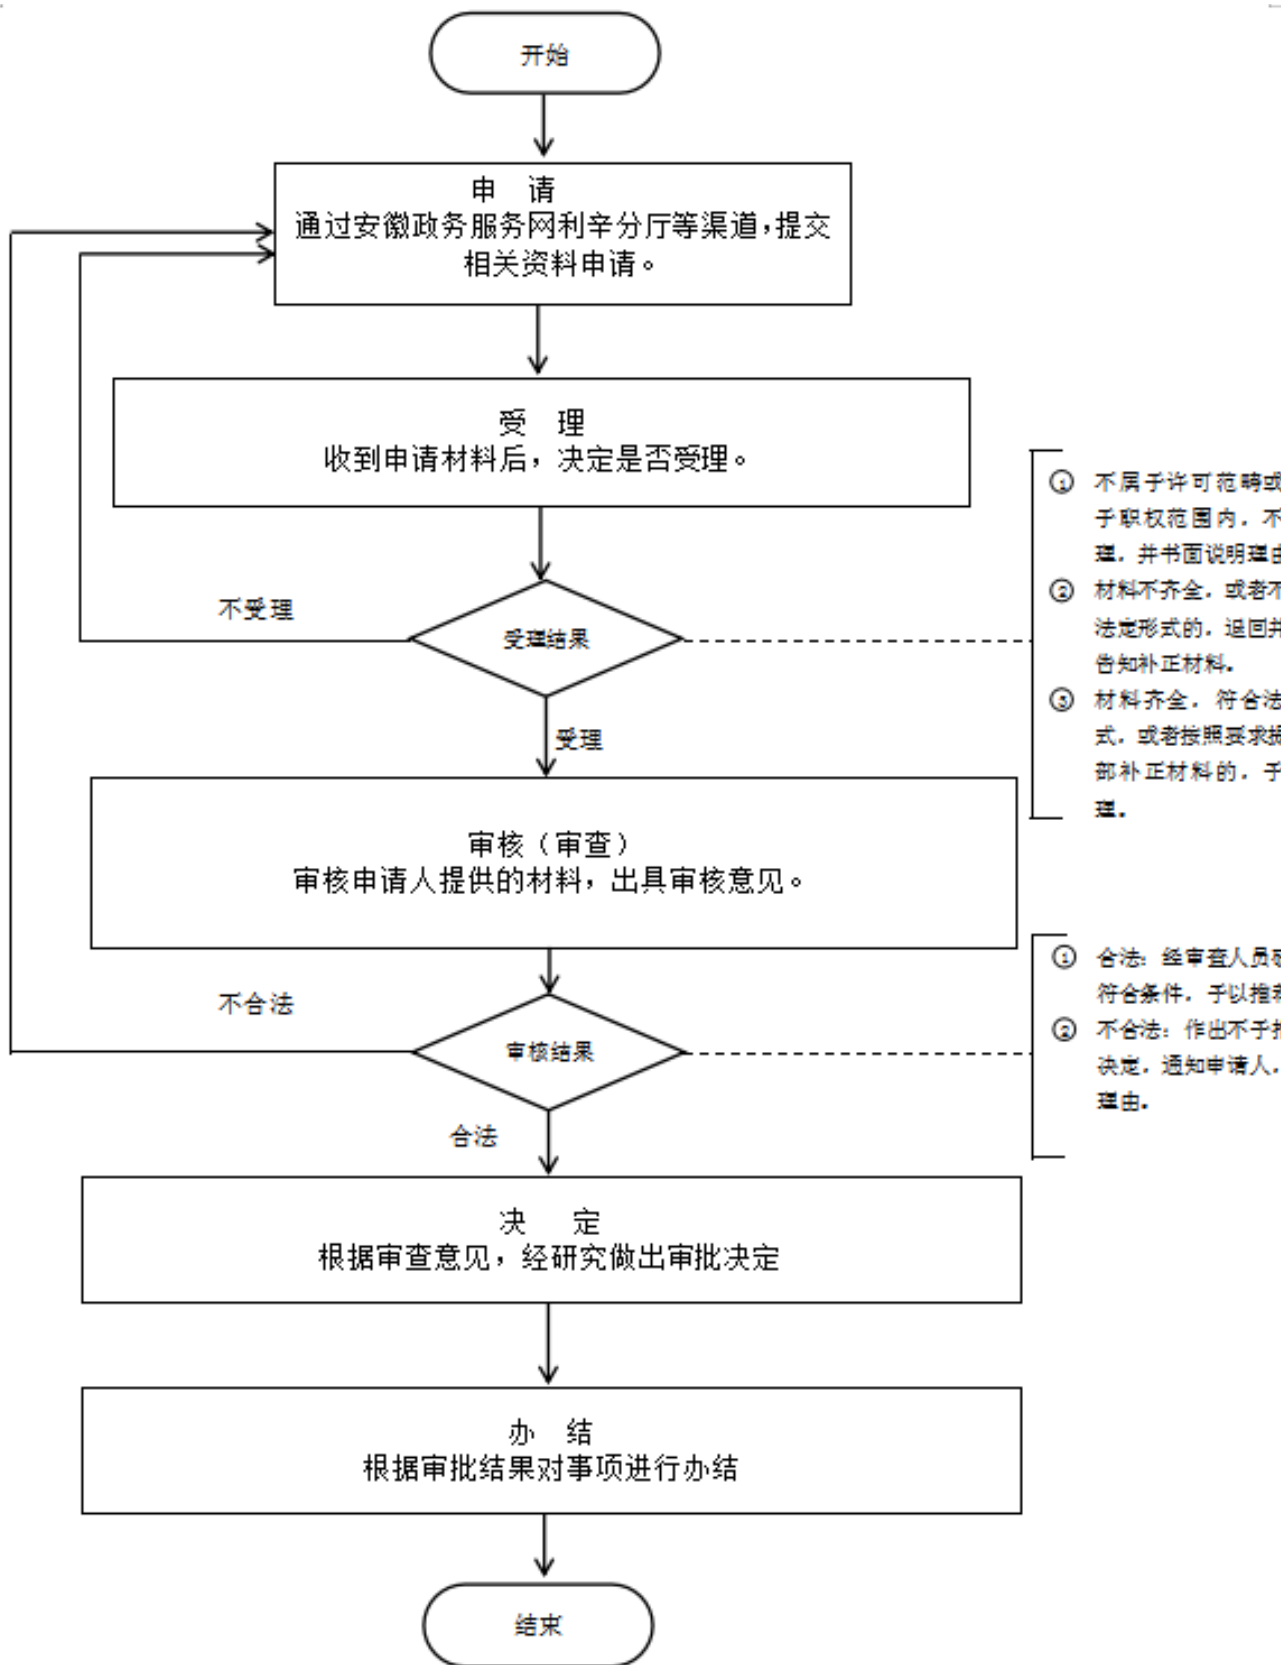 开始
申 请
通过安徽政务服务网利辛分厅等渠道,提交
相关资料申请。
受 理
收到申请材料后，决定是否受理。
① 不属于许可范畴或
于职权范围内，不
理，并书面说明理由
不受理
② 材料不齐全，或者不
受理结果
法定形式的，退回并
告知补正材料。
③ 材料齐全，符合法
受理
式，或者按照要求提
部补正材料的，予
理。
审核（审查）
审核申请人提供的材料，出具审核意见。
① 合法：经审查人员
符合条件，予以推荐
不合法
② 不合法：作出不予推
审核结果
决定，通知申请人，
理由。
合法
决 定
根据审查意见，经研究做出审批决定
办 结
根据审批结果对事项进行办结
结束